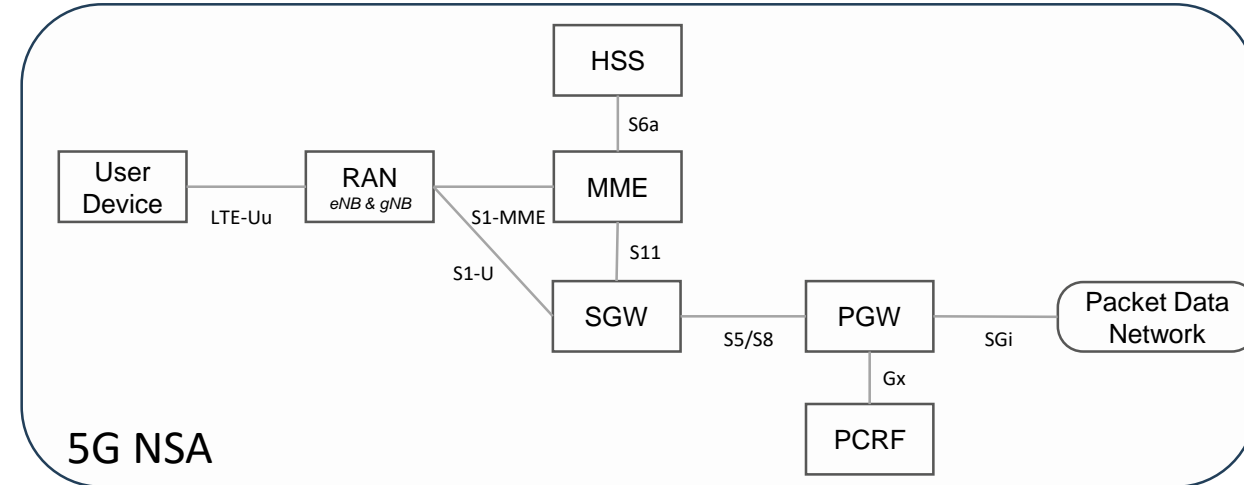 HSS
S6a
User
Device
LTE-Uu
RAN
eNB & gNB
S1-MME
MME
S1-U
S11
SGW
S5/S8
PGW
SGi
Packet Data
Network
Gx
PCRF
5G NSA